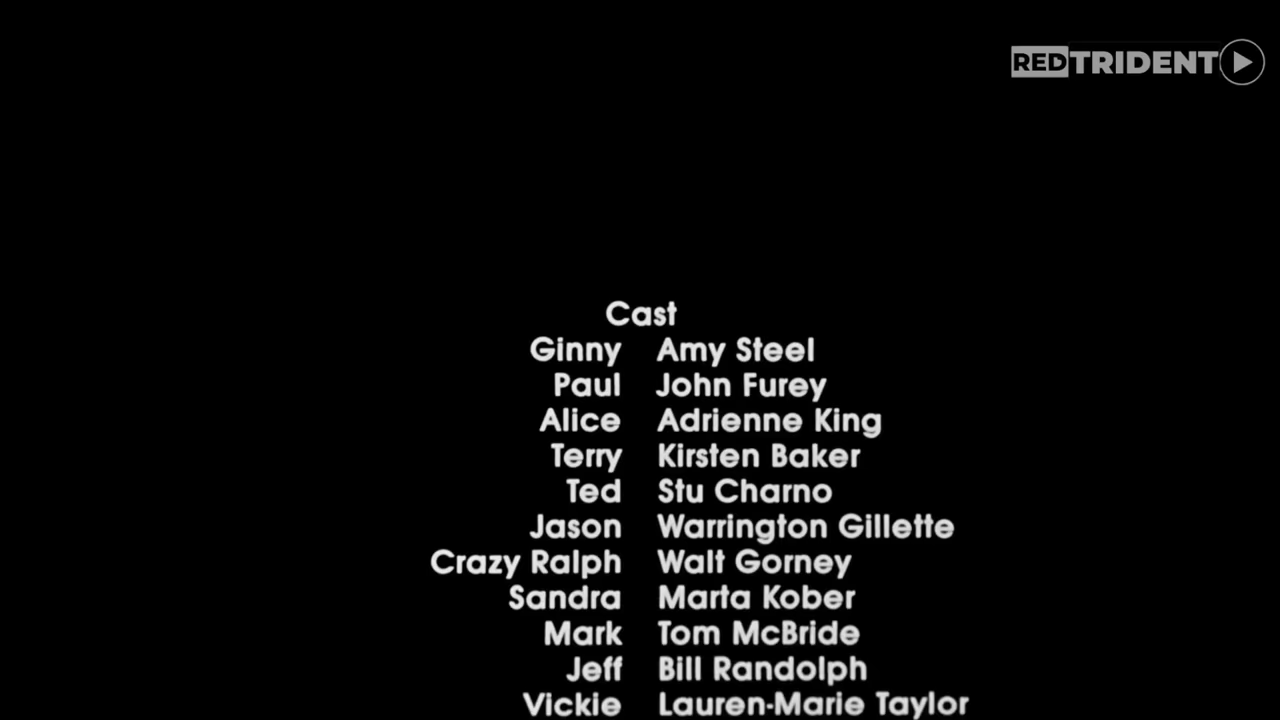 REDTRIDENT
Cast
Ginny Amy Steel
Paul John Furey
Alice Adrienne King
Terry Kirsten Baker
Ted Stu Charno
Jason Warrington Gillette
Crazy Ralph Walt Gorney
Sandra Marta Kober
Mark Tom McBride
Jeff Bill Randolph
Vickie Lauren-Marie Taylor